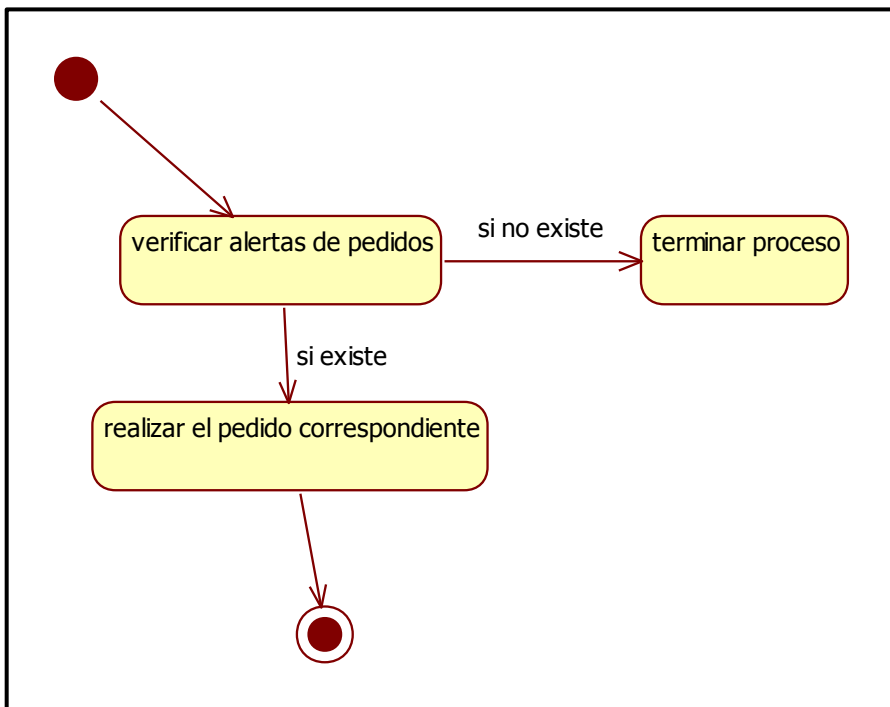 verificar alertas de pedidos
si no existe
terminar proceso
si existe
realizar el pedido correspondiente